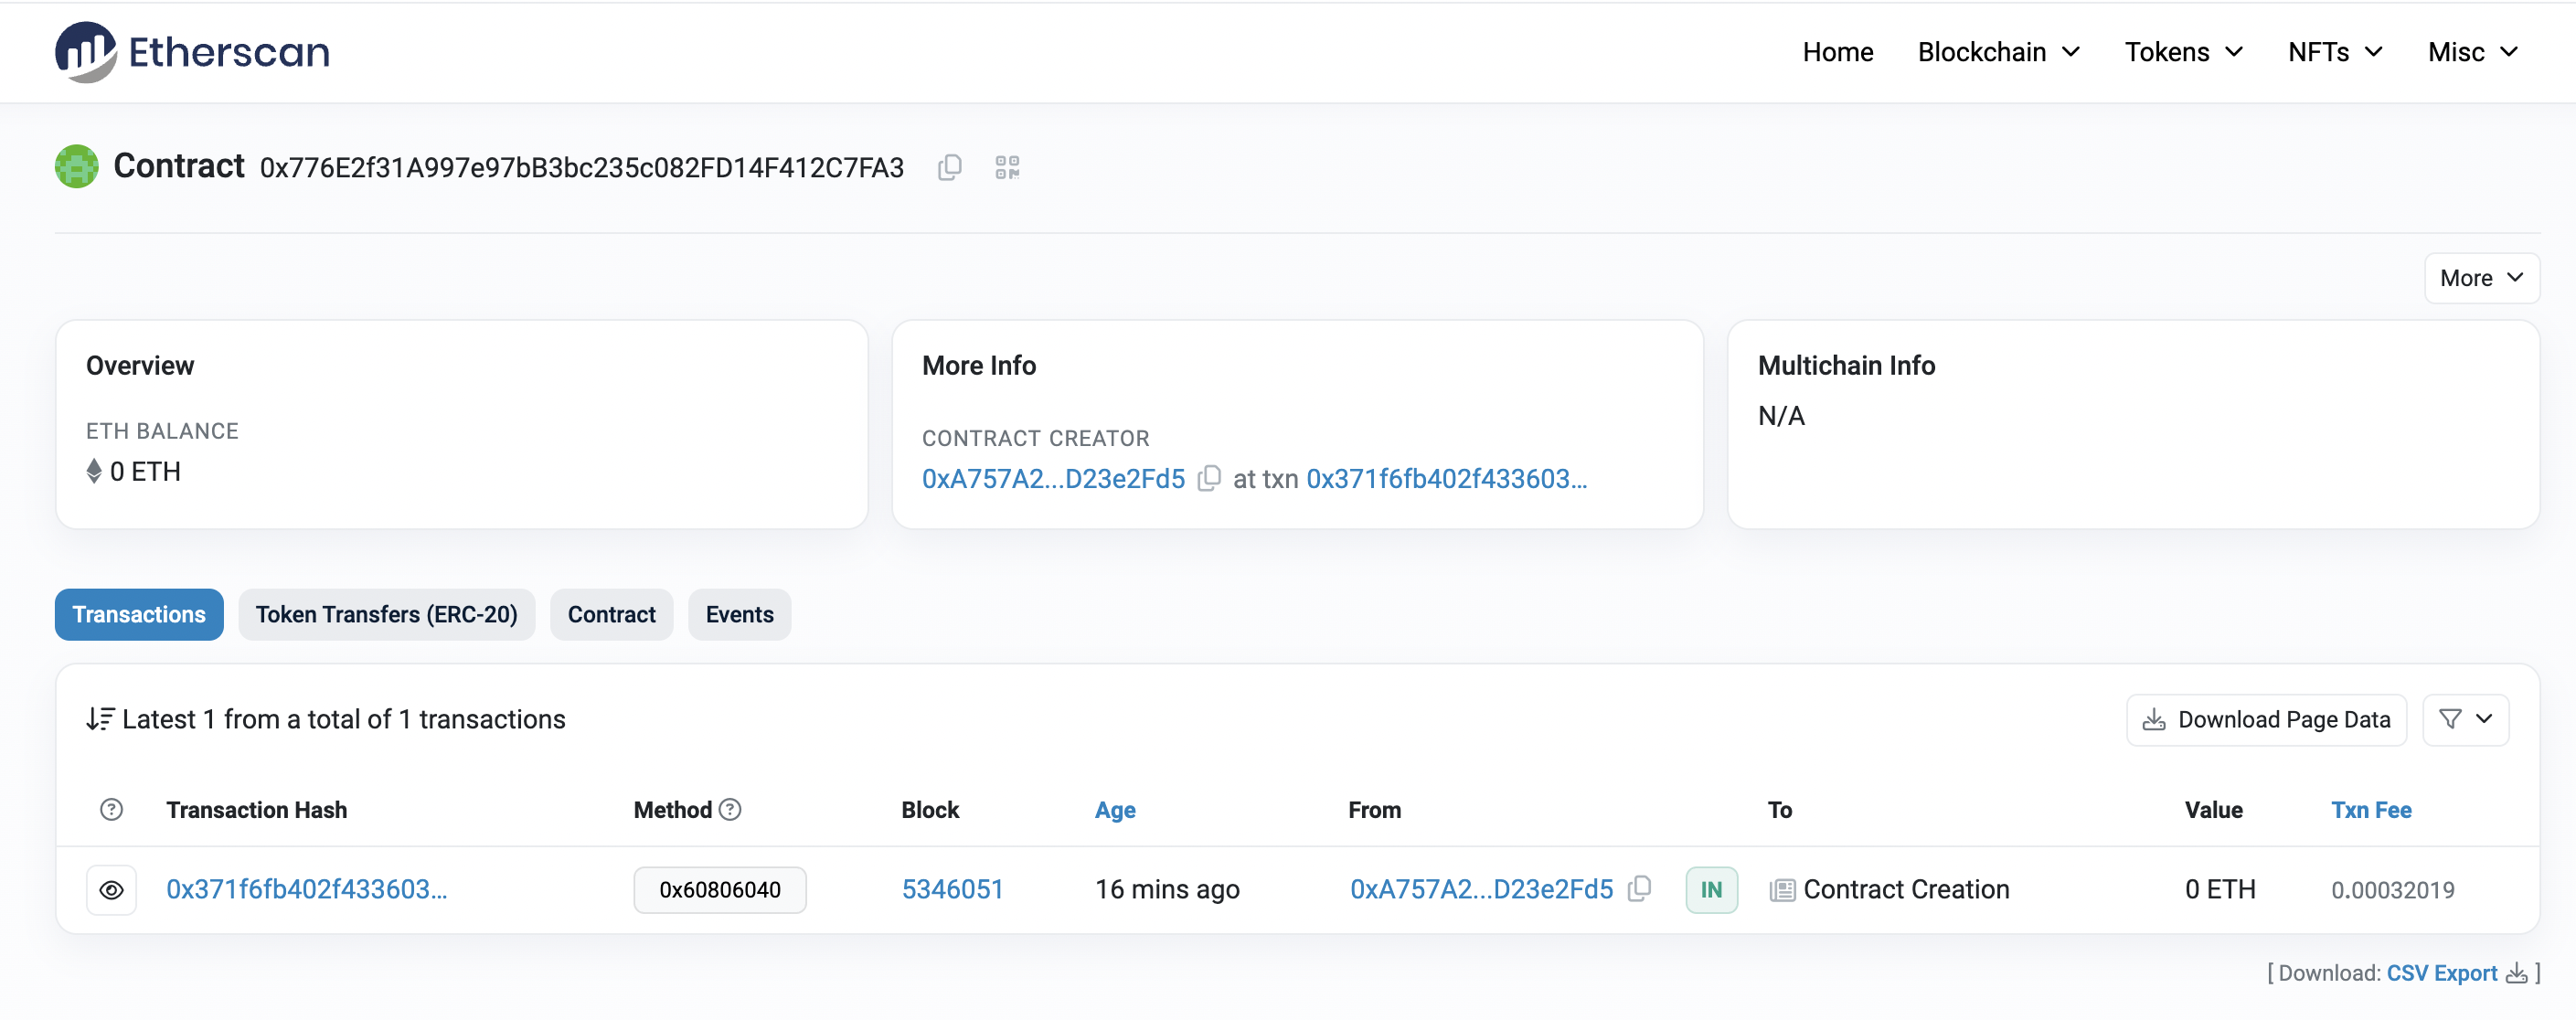 Etherscan
Home Blockchain Tokens NFTs Misc
Contract 0x776E2f31A997e97bB3bc235c082FD14F412C7FA3
More
Overview
ETH BALANCE
0 ETH
More Info
CONTRACT CREATOR
0xA757A2...D23e2Fd5 at txn 0x371f6fb402f433603...
Multichain Info
N/A
Transactions Token Transfers (ERC-20) Contract Events
Latest 1 from a total of 1 transactions
Download Page Data
Transaction Hash Method Block Age From To Value Txn Fee
0x371f6fb402f433603... 0x60806040 5346051 16 mins ago 0xA757A2...D23e2Fd5 IN Contract Creation 0 ETH 0.00032019
[ Download: CSV Export ]